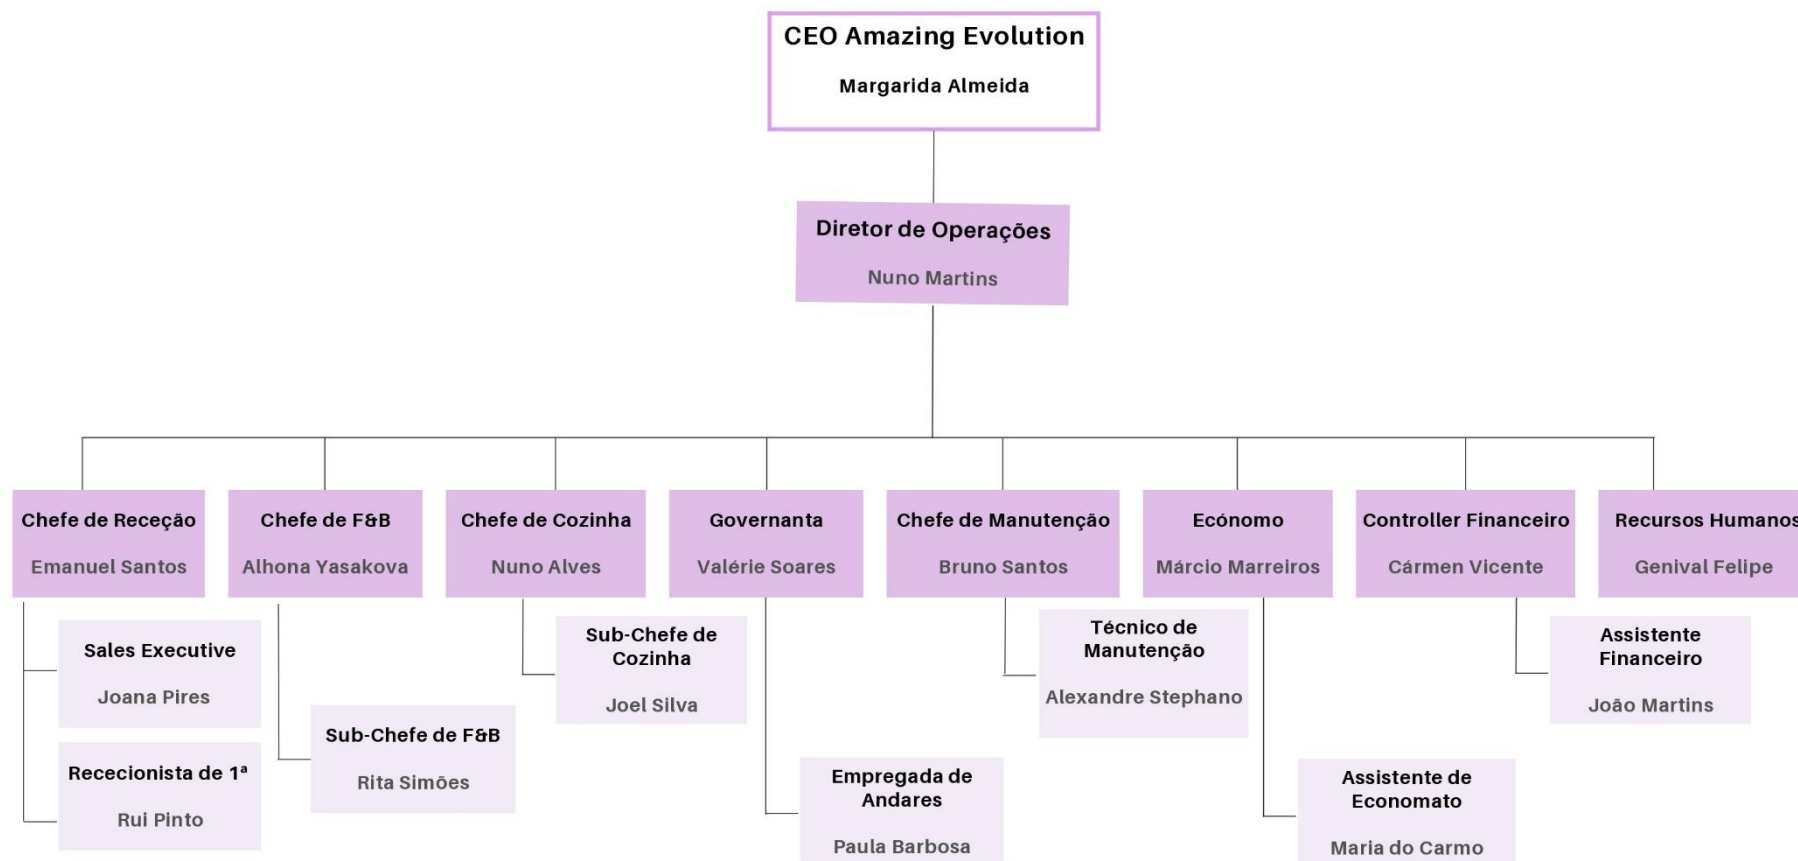 CEO Amazing Evolution
Margarida Almeida
Diretor de Operações
Nuno Martins
Chefe de Receção
Emanuel Santos
Chefe de F&B
Alhona Yasakova
Chefe de Cozinha
Nuno Alves
Governanta
Valérie Soares
Chefe de Manutenção
Bruno Santos
Ecónomo
Márcio Marreiros
Controller Financeiro
Cármen Vicente
Recursos Humanos
Genival Felipe
Sales Executive
Joana Pires
Rececionista de 1ª
Rui Pinto
Sub-Chefe de F&B
Rita Simões
Sub-Chefe de
Cozinha
Joel Silva
Empregada de
Andares
Paula Barbosa
Técnico de
Manutenção
Alexandre Stephano
Assistente de
Economato
Maria do Carmo
Assistente
Financeiro
João Martins